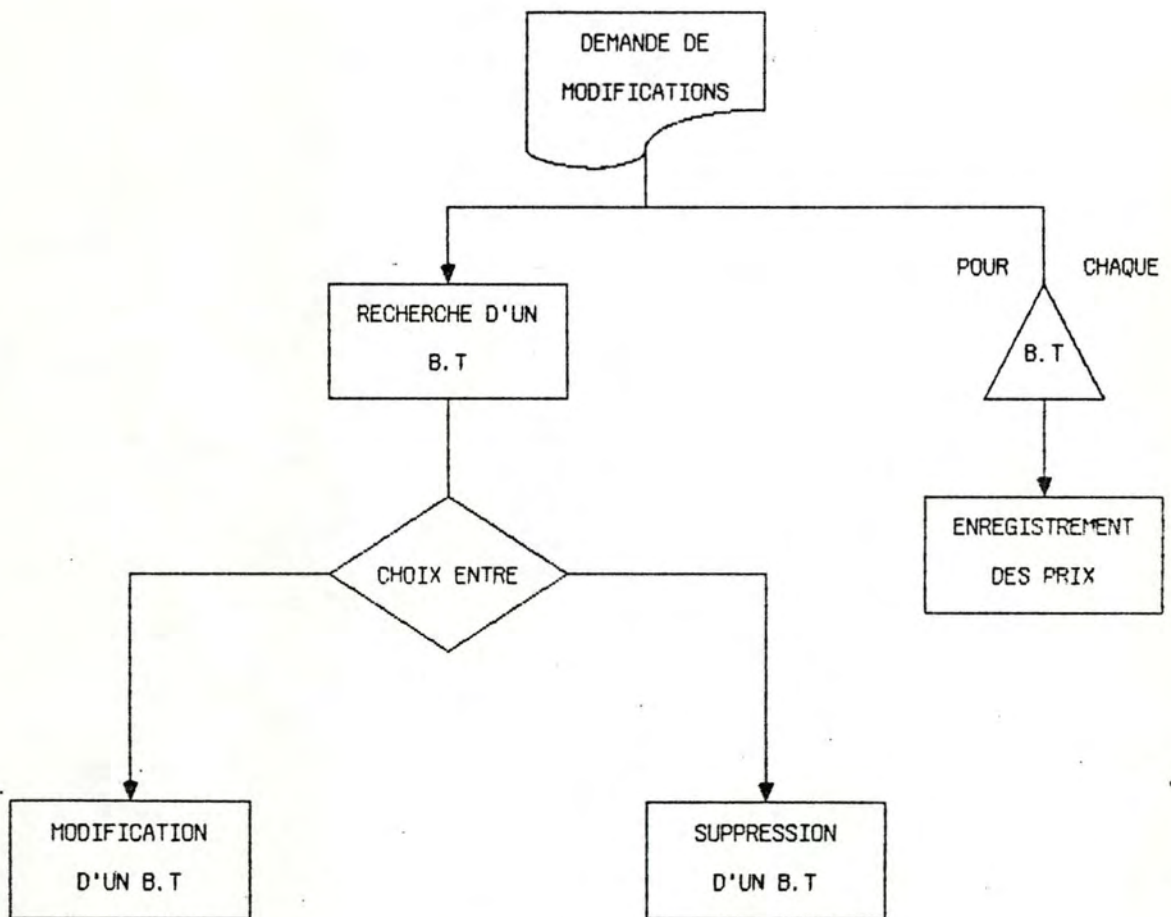 DEMANDE DE
MODIFICATIONS
POUR CHAQUE
RECHERCHE D'UN
B.T
B.T
CHOIX ENTRE
ENREGISTREMENT
DES PRIX
MODIFICATION
D'UN B.T
SUPPRESSION
D'UN B.T